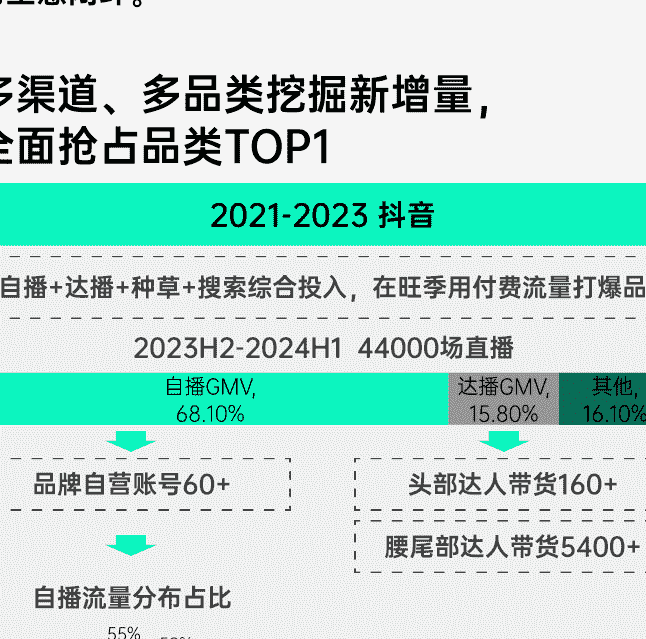 多渠道、多品类挖掘新增量，
全面抢占品类TOP1
2021-2023 抖音
自播+达播+种草+搜索综合投入，在旺季用付费流量打爆品
2023H2-2024H1 44000场直播
自播GMV,
68.10%
达播GMV,
15.80%
其他,
16.10%
品牌自营账号60+
头部达人带货160+
腰尾部达人带货5400+
自播流量分布占比
55%